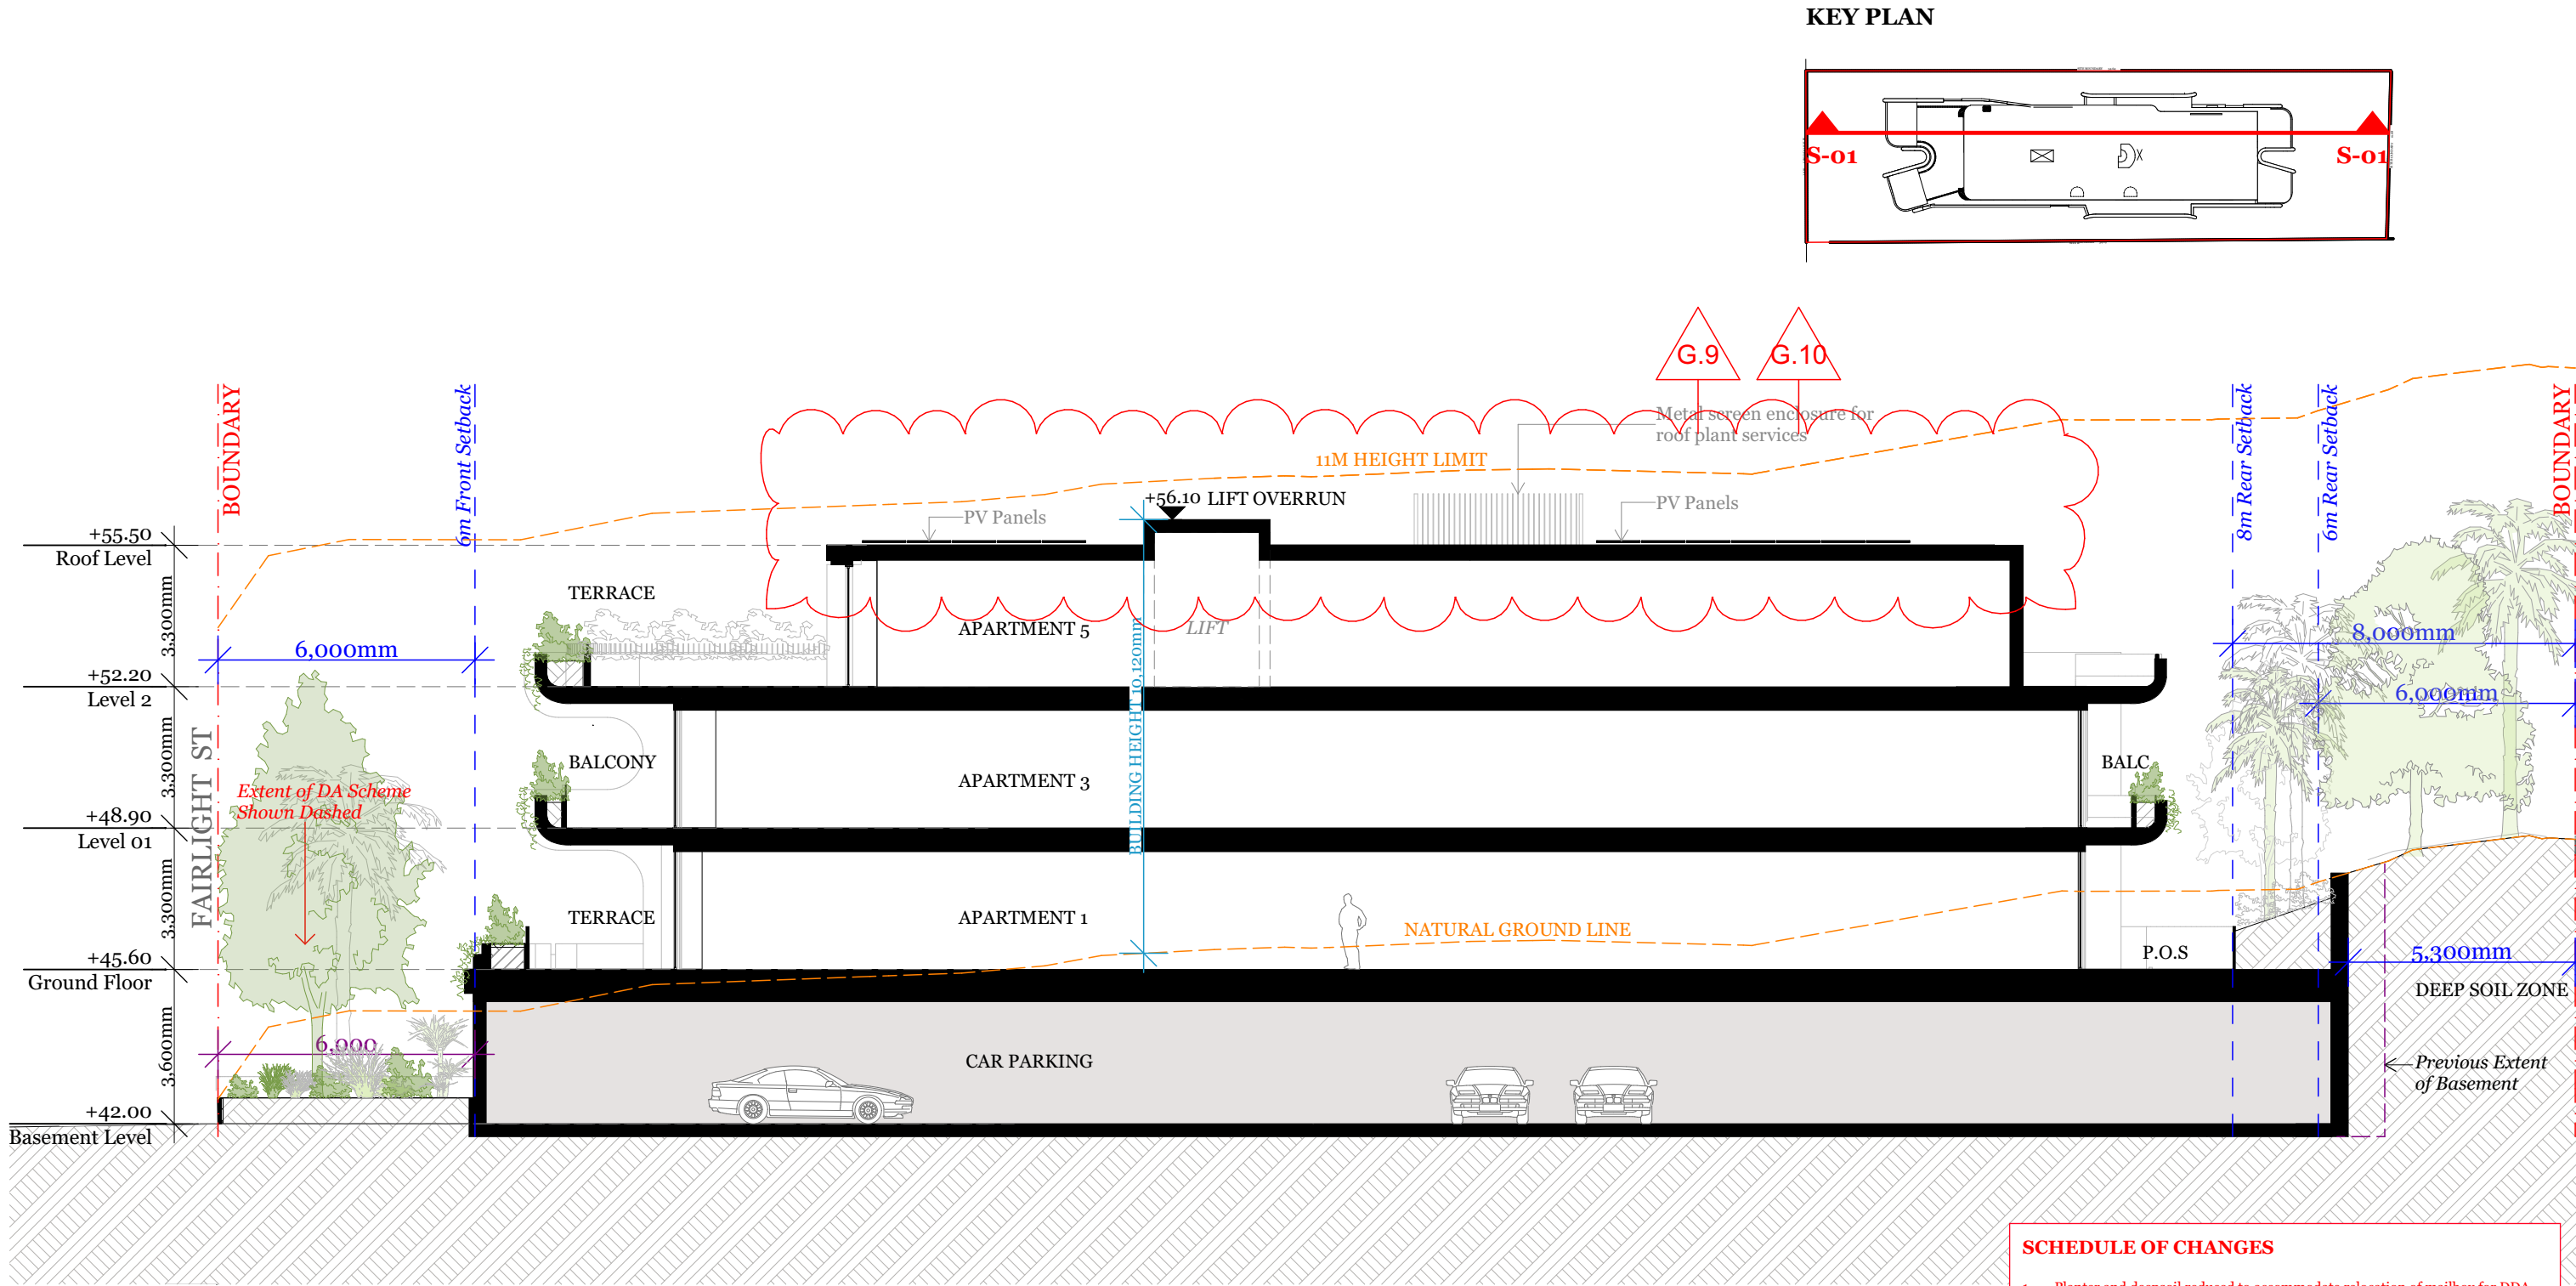 KEY PLAN
S-01
S-01
G.9
G.10
Metal screen enclosure for
roof plant services
11M HEIGHT LIMIT
BOUNDARY
6m Front Setback
8m Rear Setback
6m Rear Setback
BOUNDARY
+56.10 LIFT OVERRUN
PV Panels
PV Panels
+55.50
Roof Level
3,300mm
TERRACE
APARTMENT 5
LIFT
6,000mm
8,000mm
+52.20
Level 2
6,000mm
3,300mm
FAIRLIGHT ST
BALCONY
APARTMENT 3
BUILDING HEIGHT 10,120mm
BALC
Extent of DA Scheme
Shown Dashed
+48.90
Level 01
3,300mm
TERRACE
APARTMENT 1
NATURAL GROUND LINE
P.O.S
5,300mm
+45.60
Ground Floor
DEEP SOIL ZONE
3,600mm
6,000
CAR PARKING
Previous Extent
of Basement
+42.00
Basement Level
SCHEDULE OF CHANGES